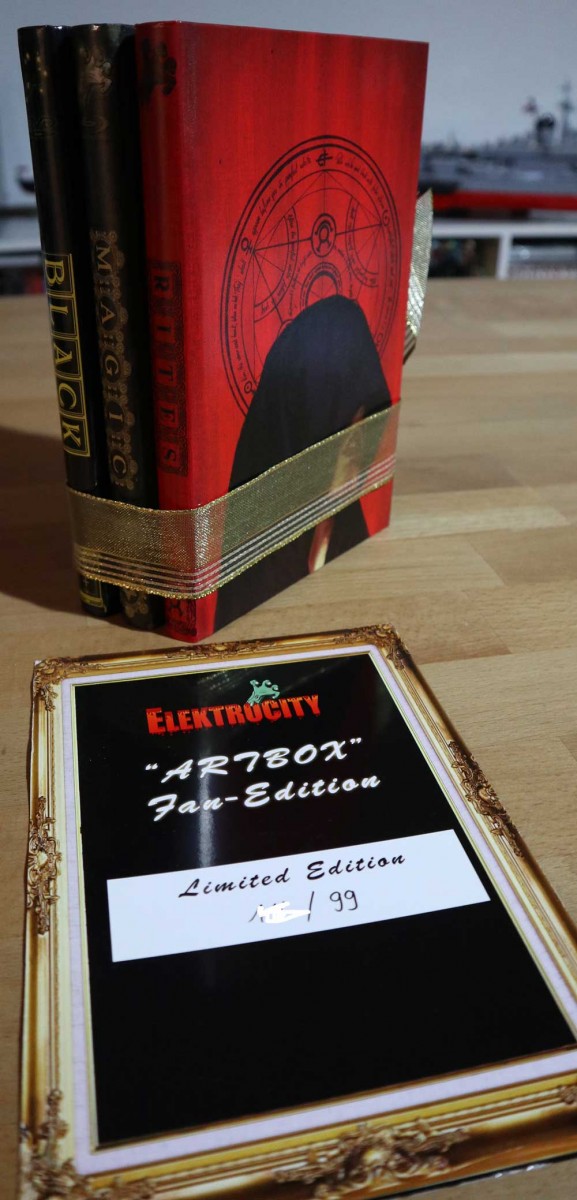 BLACK
MAGIC
RITES
ELEKTROCITY
"ARTBOX"
Fan-Edition
Limited Edition
/ 99